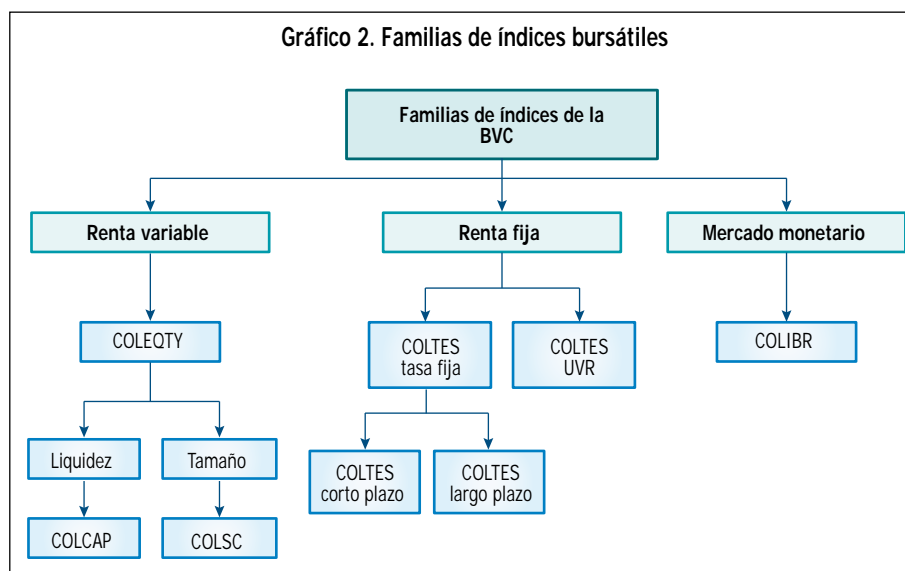 Gráfico 2. Familias de índices bursátiles
Familias de índices de la
BVC
Renta variable
Renta fija
Mercado monetario
COLEQTY
COLTES
tasa fija
COLTES
UVR
COLIBR
Liquidez
Tamaño
COLTES
corto plazo
COLTES
largo plazo
COLCAP
COLSC